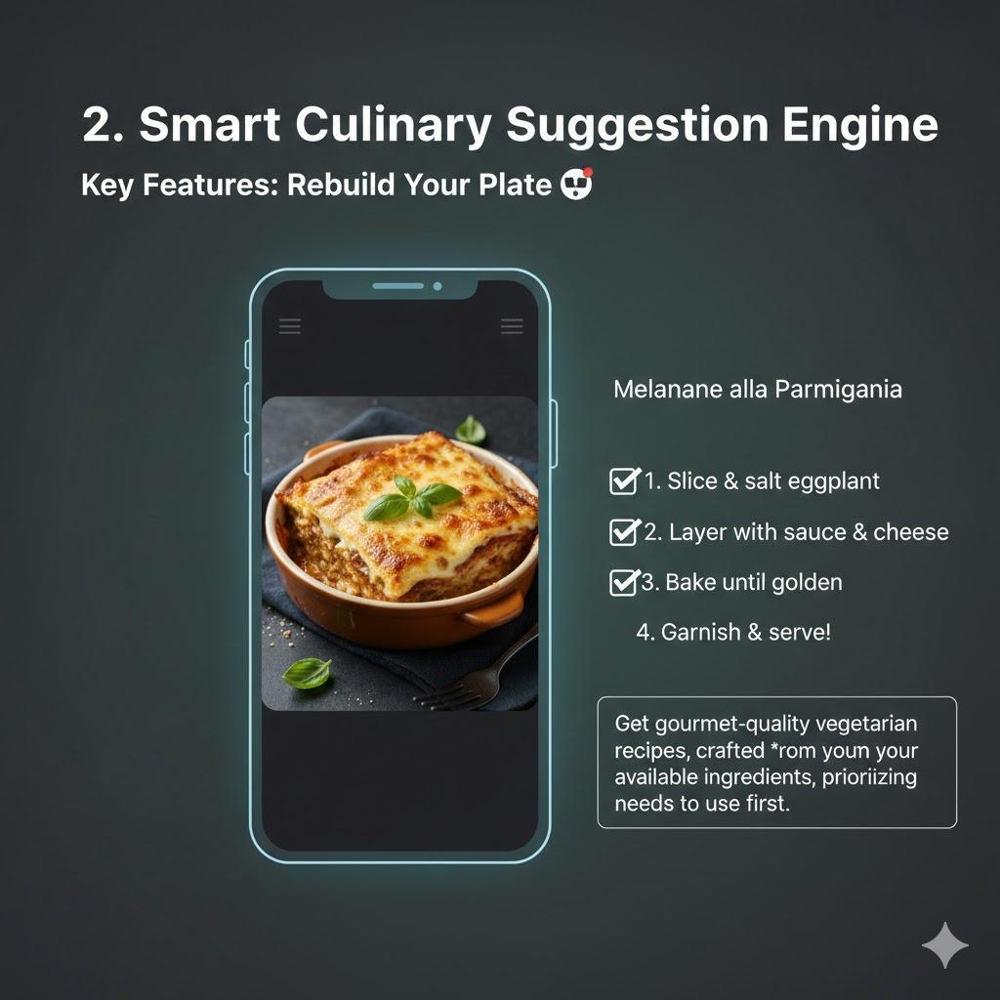 2. Smart Culinary Suggestion Engine
Key Features: Rebuild Your Plate
Melanane alla Parmigania
1. Slice & salt eggplant
2. Layer with sauce & cheese
3. Bake until golden
4. Garnish & serve!
Get gourmet-quality vegetarian
recipes, crafted *rom youn your
available ingredients, prioriizing
needs to use first.